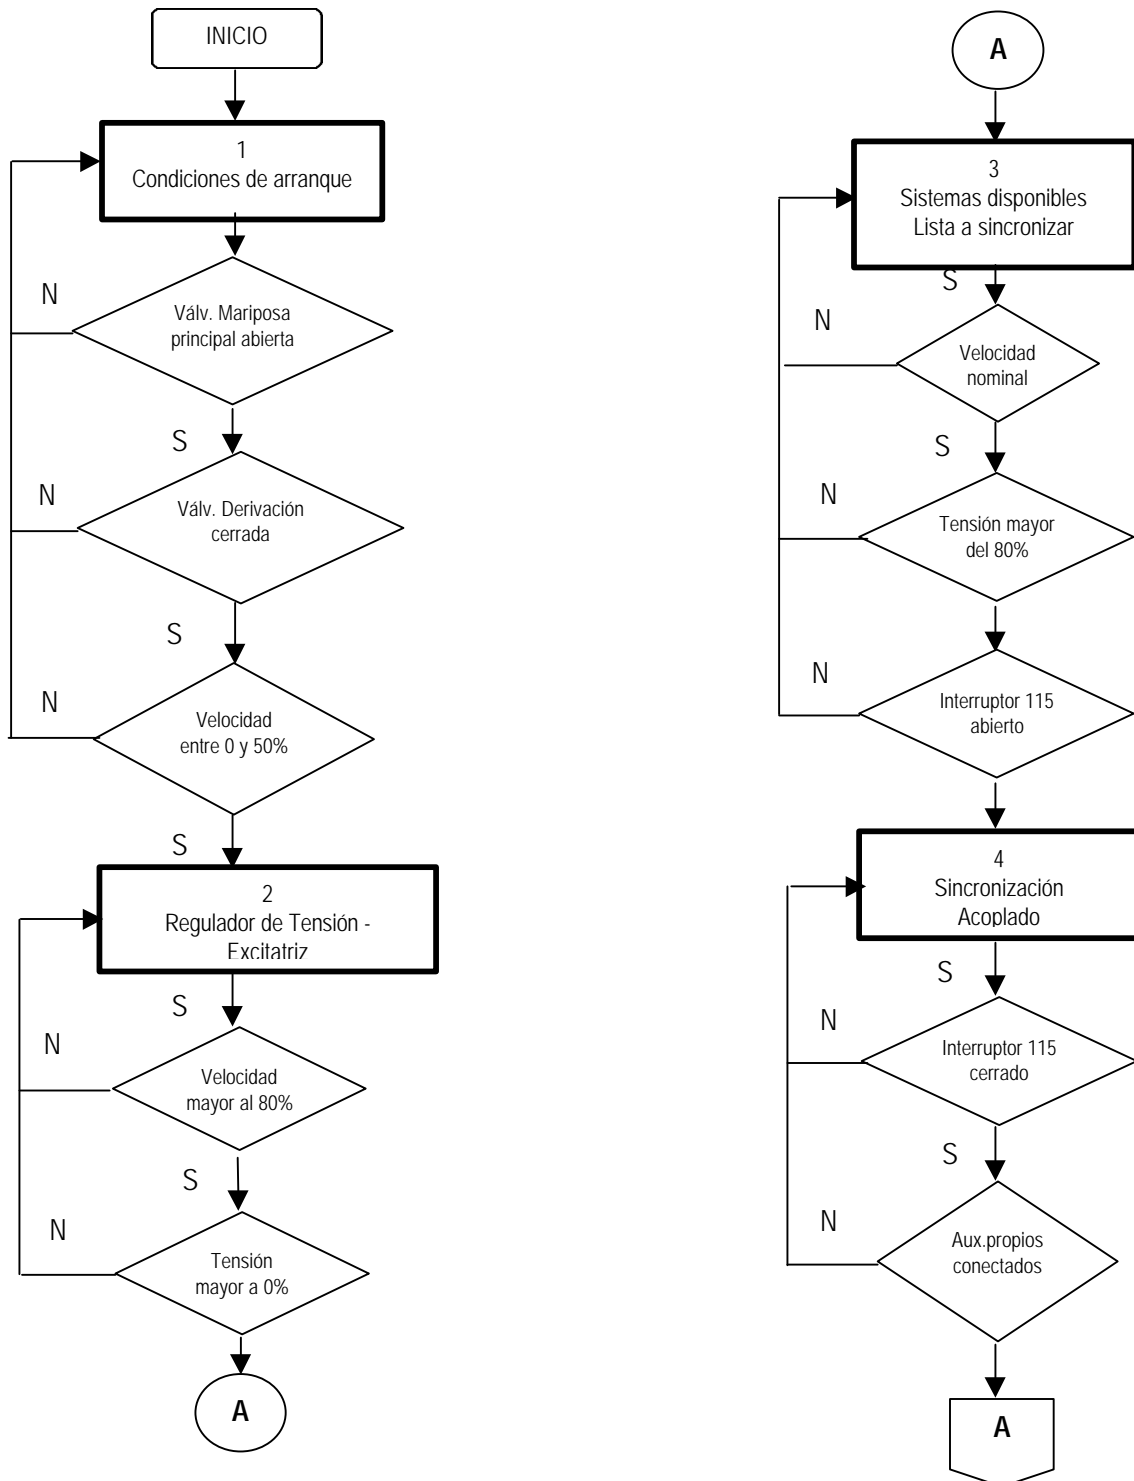 INICIO
1
Condiciones de arranque
N
Válv. Mariposa
principal abierta
S
N
Válv. Derivación
cerrada
S
N
Velocidad
entre 0 y 50%
S
2
Regulador de Tensión -
Excitatriz
S
N
Velocidad
mayor al 80%
S
N
Tensión
mayor a 0%
A
A
3
Sistemas disponibles
Lista a sincronizar
S
N
Velocidad
nominal
S
N
Tensión mayor
del 80%
N
Interruptor 115
abierto
4
Sincronización
Acoplado
S
N
Interruptor 115
cerrado
S
N
Aux.propios
conectados
A